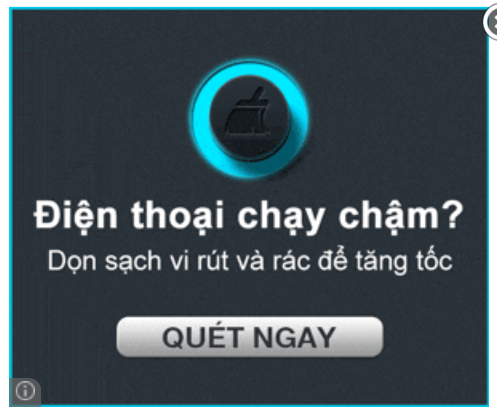 Điện thoại chạy chậm?
Dọn sạch vi rút và rác để tăng tốc
QUÉT NGAY